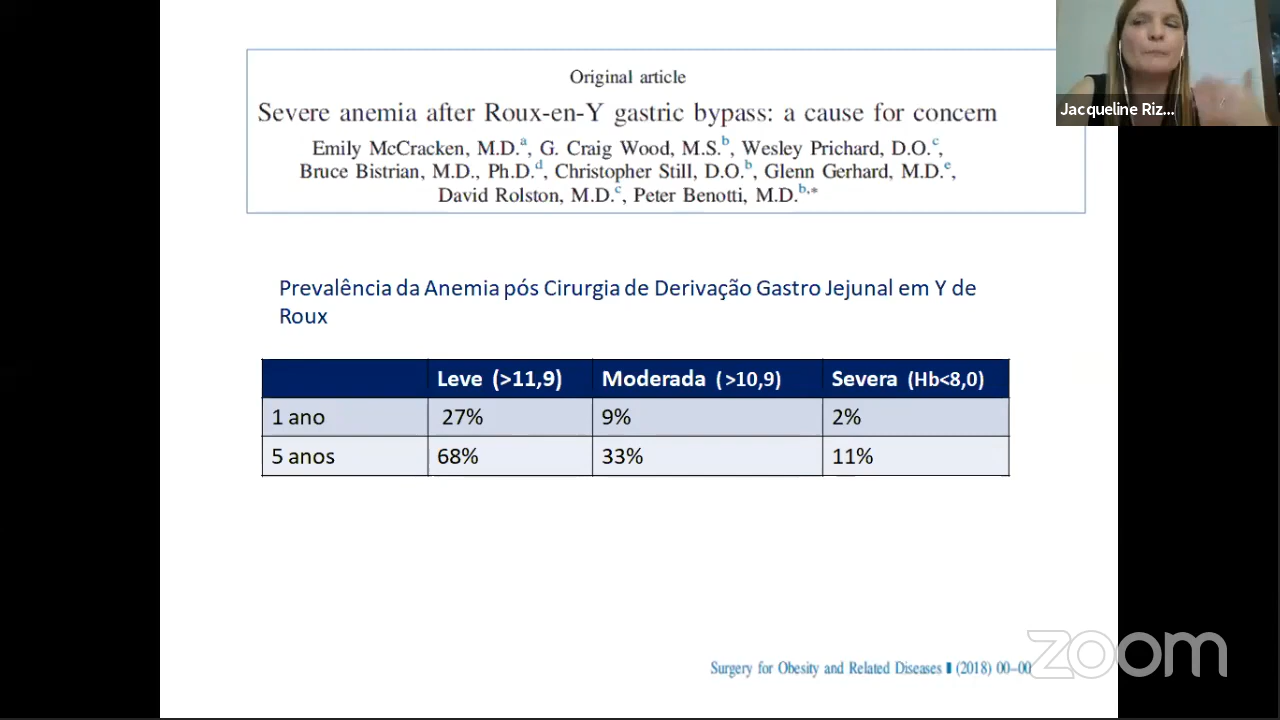 Original article
Severe anemia after Roux-en-Y gastric bypass: a cause for concern
Emily McCracken, M.D.a, G. Craig Wood, M.S.b, Wesley Prichard, D.O.c,
Bruce Bistrian, M.D., Ph.D.d, Christopher Still, D.O.b, Glenn Gerhard, M.D.e,
David Rolston, M.D.c, Peter Benotti, M.D.b,*
Jacqueline Riz...
Prevalência da Anemia pós Cirurgia de Derivação Gastro Jejunal em Y de
Roux
Leve (>11,9) Moderada (>10,9) Severa (Hb<8,0)
1 ano 27% 9% 2%
5 anos 68% 33% 11%
Surgery for Obesity and Related Diseases ▮ (2018) 00–00
zoom